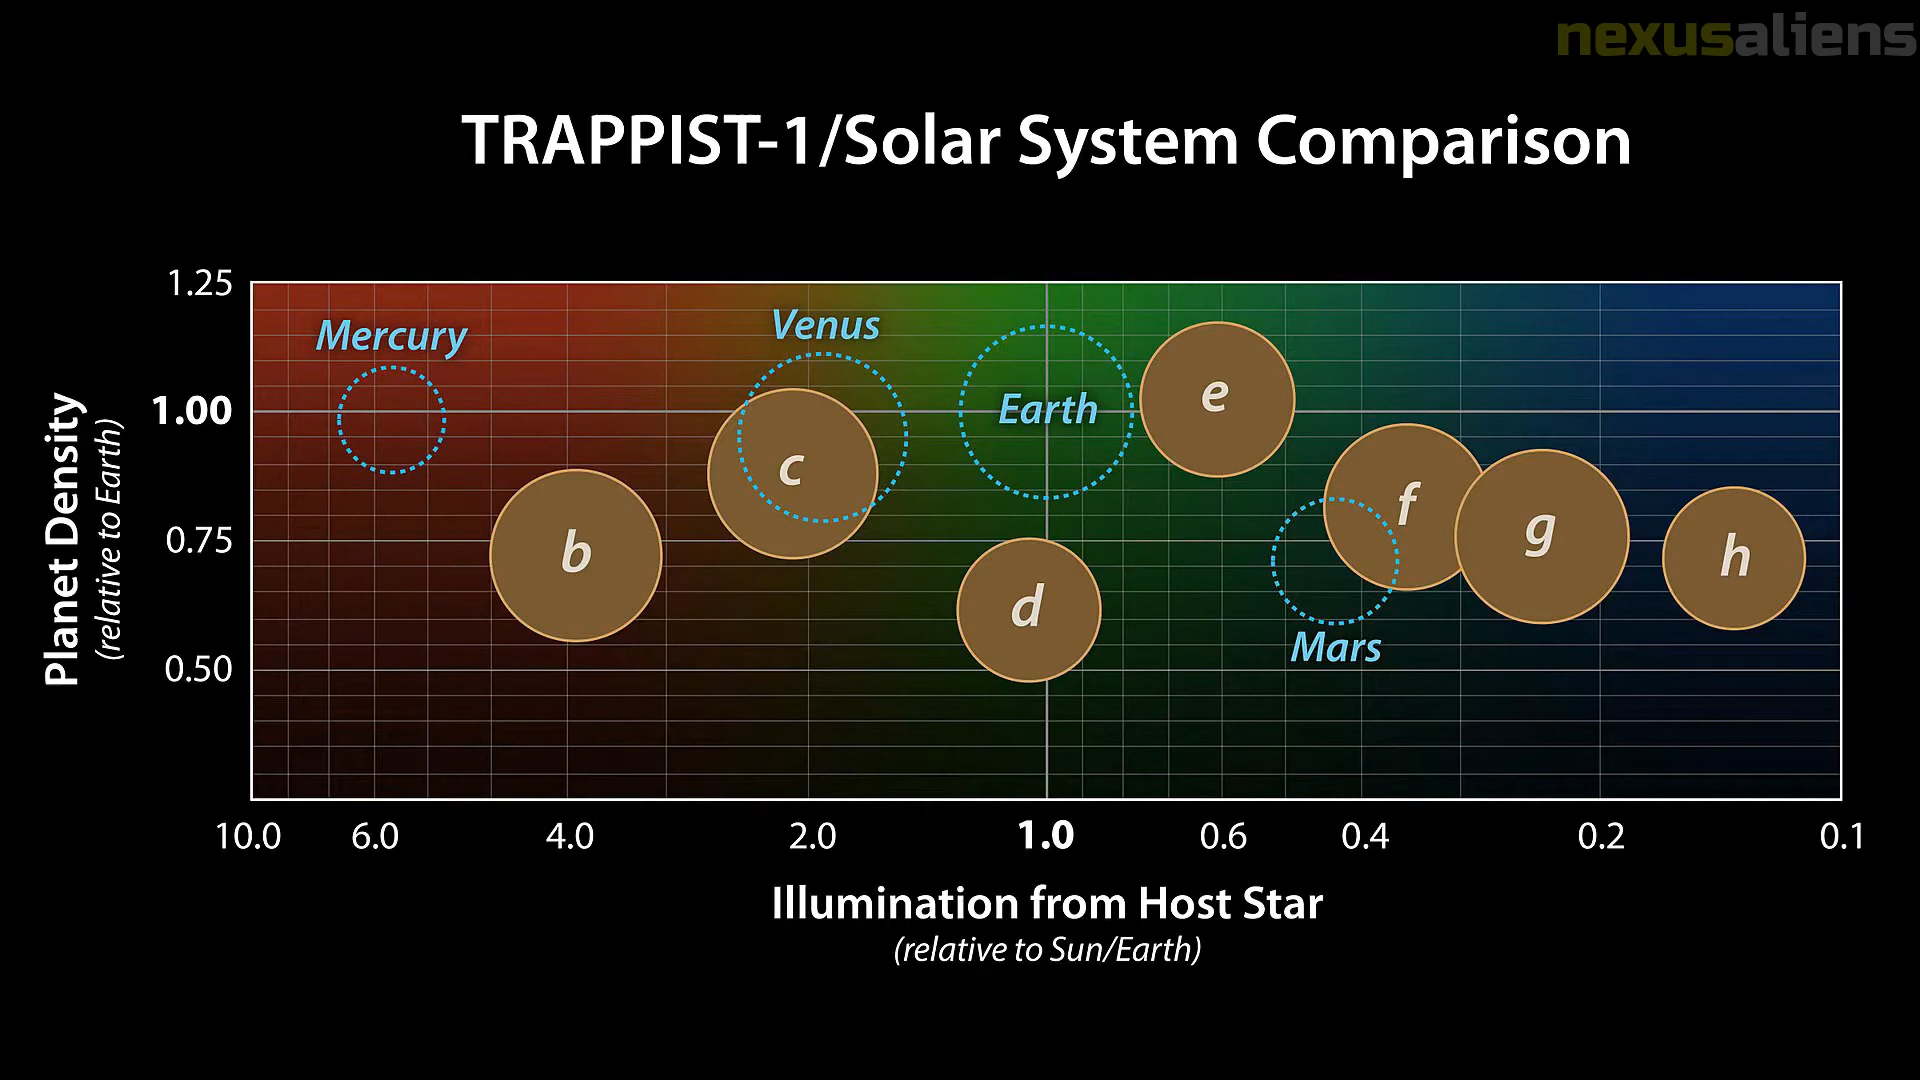 nexusaliens
TRAPPIST-1/Solar System Comparison
Planet Density
(relative to Earth)
1.25
1.00
0.75
0.50
Mercury
Venus
Earth
Mars
b
c
d
e
f
g
h
10.0 6.0 4.0 2.0 1.0 0.6 0.4 0.2 0.1
Illumination from Host Star
(relative to Sun/Earth)